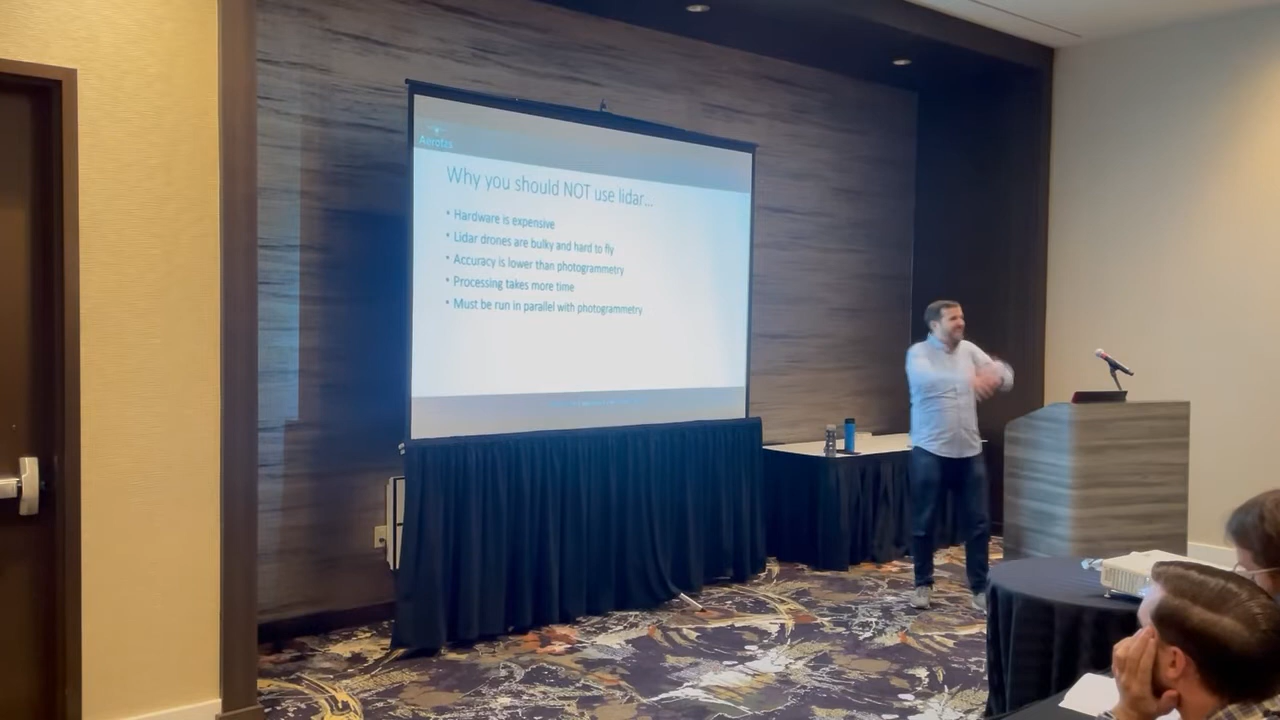 Aerotas
Why you should NOT use lidar...
• Hardware is expensive
• Lidar drones are bulky and hard to fly
• Accuracy is lower than photogrammetry
• Processing takes more time
• Must be run in parallel with photogrammetry